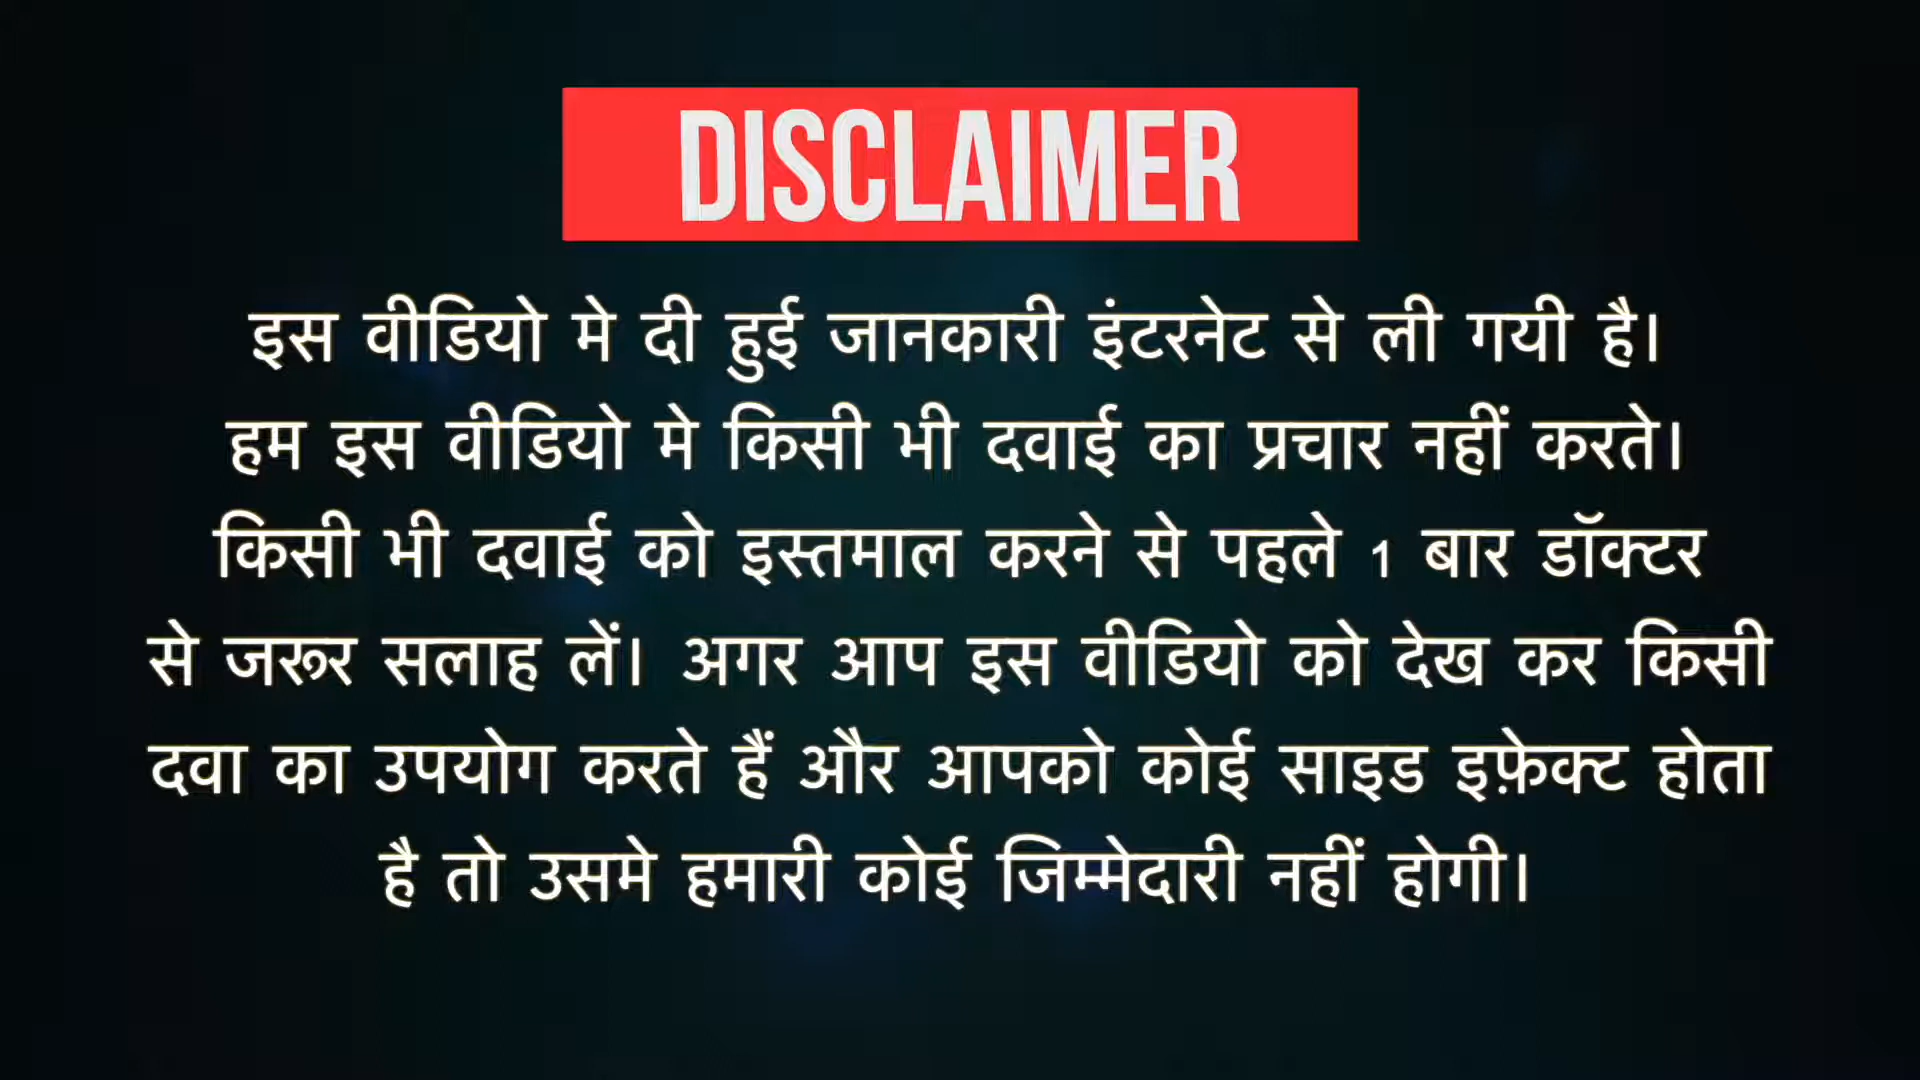 DISCLAIMER
इस वीडियो मे दी हुई जानकारी इंटरनेट से ली गयी है।
हम इस वीडियो मे किसी भी दवाई का प्रचार नहीं करते।
किसी भी दवाई को इस्तमाल करने से पहले 1 बार डॉक्टर
से जरूर सलाह लें। अगर आप इस वीडियो को देख कर किसी
दवा का उपयोग करते हैं और आपको कोई साइड इफ़ेक्ट होता
है तो उसमे हमारी कोई जिम्मेदारी नहीं होगी।